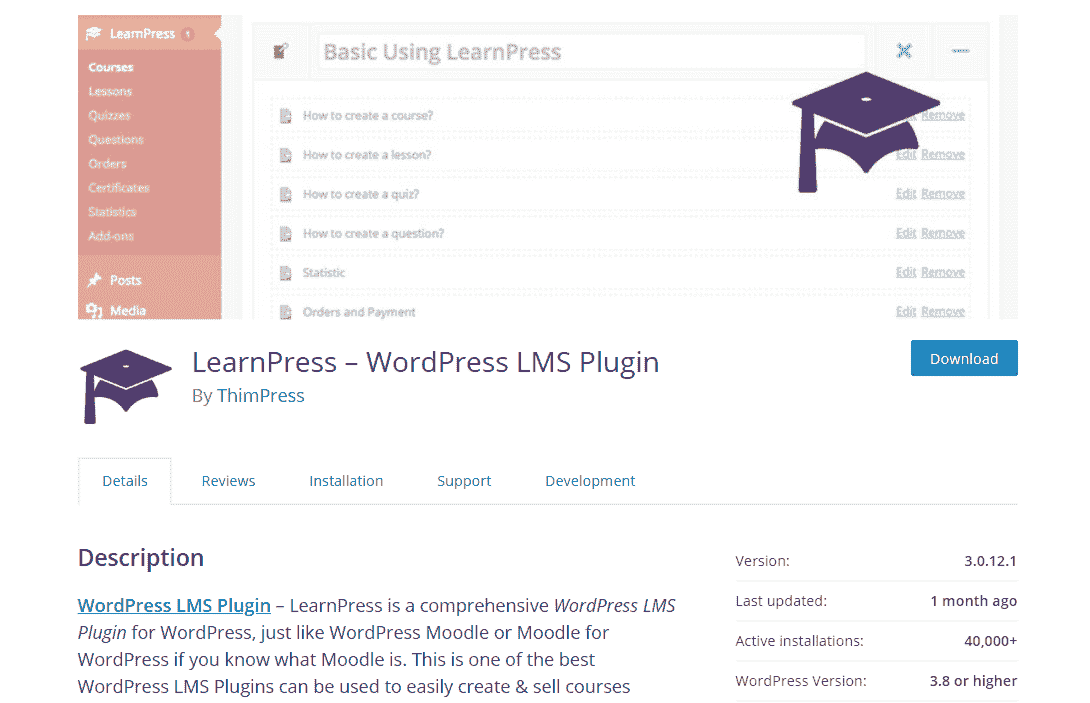 LearnPress 1
Courses
Lessons
Quizzes
Questions
Orders
Certificates
Statistics
Add-ons
Posts
Media
Basic Using LearnPress
How to create a course? Remove
How to create a lesson? Edit Remove
How to create a quiz? Edit Remove
How to create a question? Edit Remove
Statistic Edit Remove
Orders and Payment Edit Remove
LearnPress – WordPress LMS Plugin
By ThimPress
Download
Details Reviews Installation Support Development
Description
WordPress LMS Plugin – LearnPress is a comprehensive WordPress LMS
Plugin for WordPress, just like WordPress Moodle or Moodle for
WordPress if you know what Moodle is. This is one of the best
WordPress LMS Plugins can be used to easily create & sell courses
Version: 3.0.12.1
Last updated: 1 month ago
Active installations: 40,000+
WordPress Version: 3.8 or higher